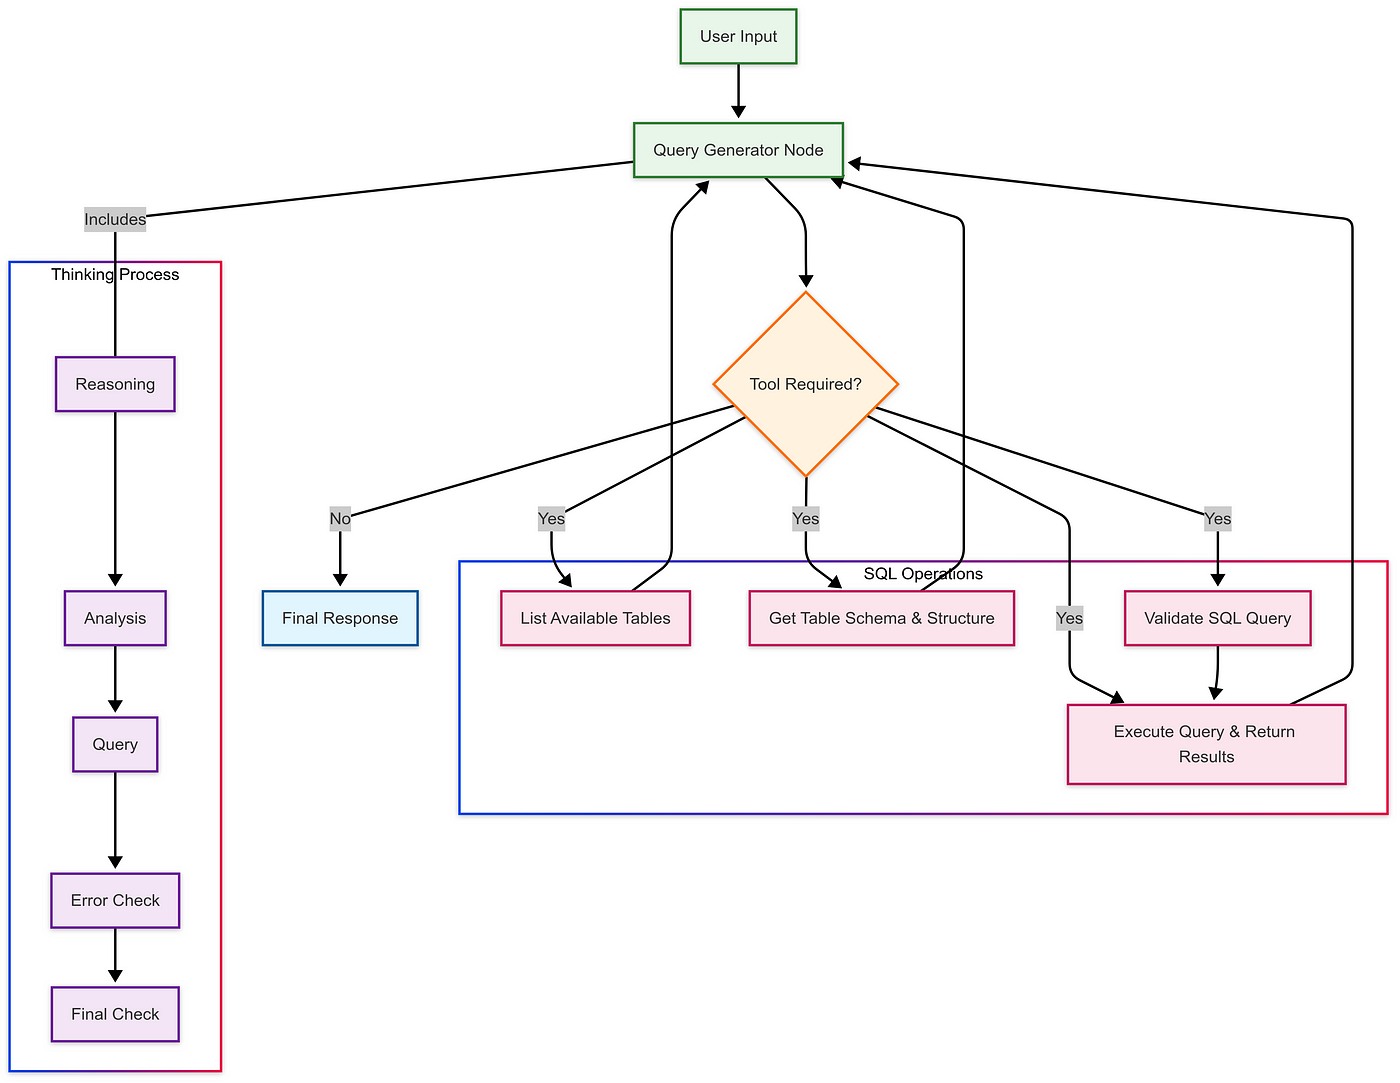 User Input
Query Generator Node
Includes
Thinking Process
Reasoning
Tool Required?
No
Yes
Yes
Yes
SQL Operations
Analysis
Final Response
List Available Tables
Get Table Schema & Structure
Yes
Validate SQL Query
Query
Execute Query & Return
Results
Error Check
Final Check